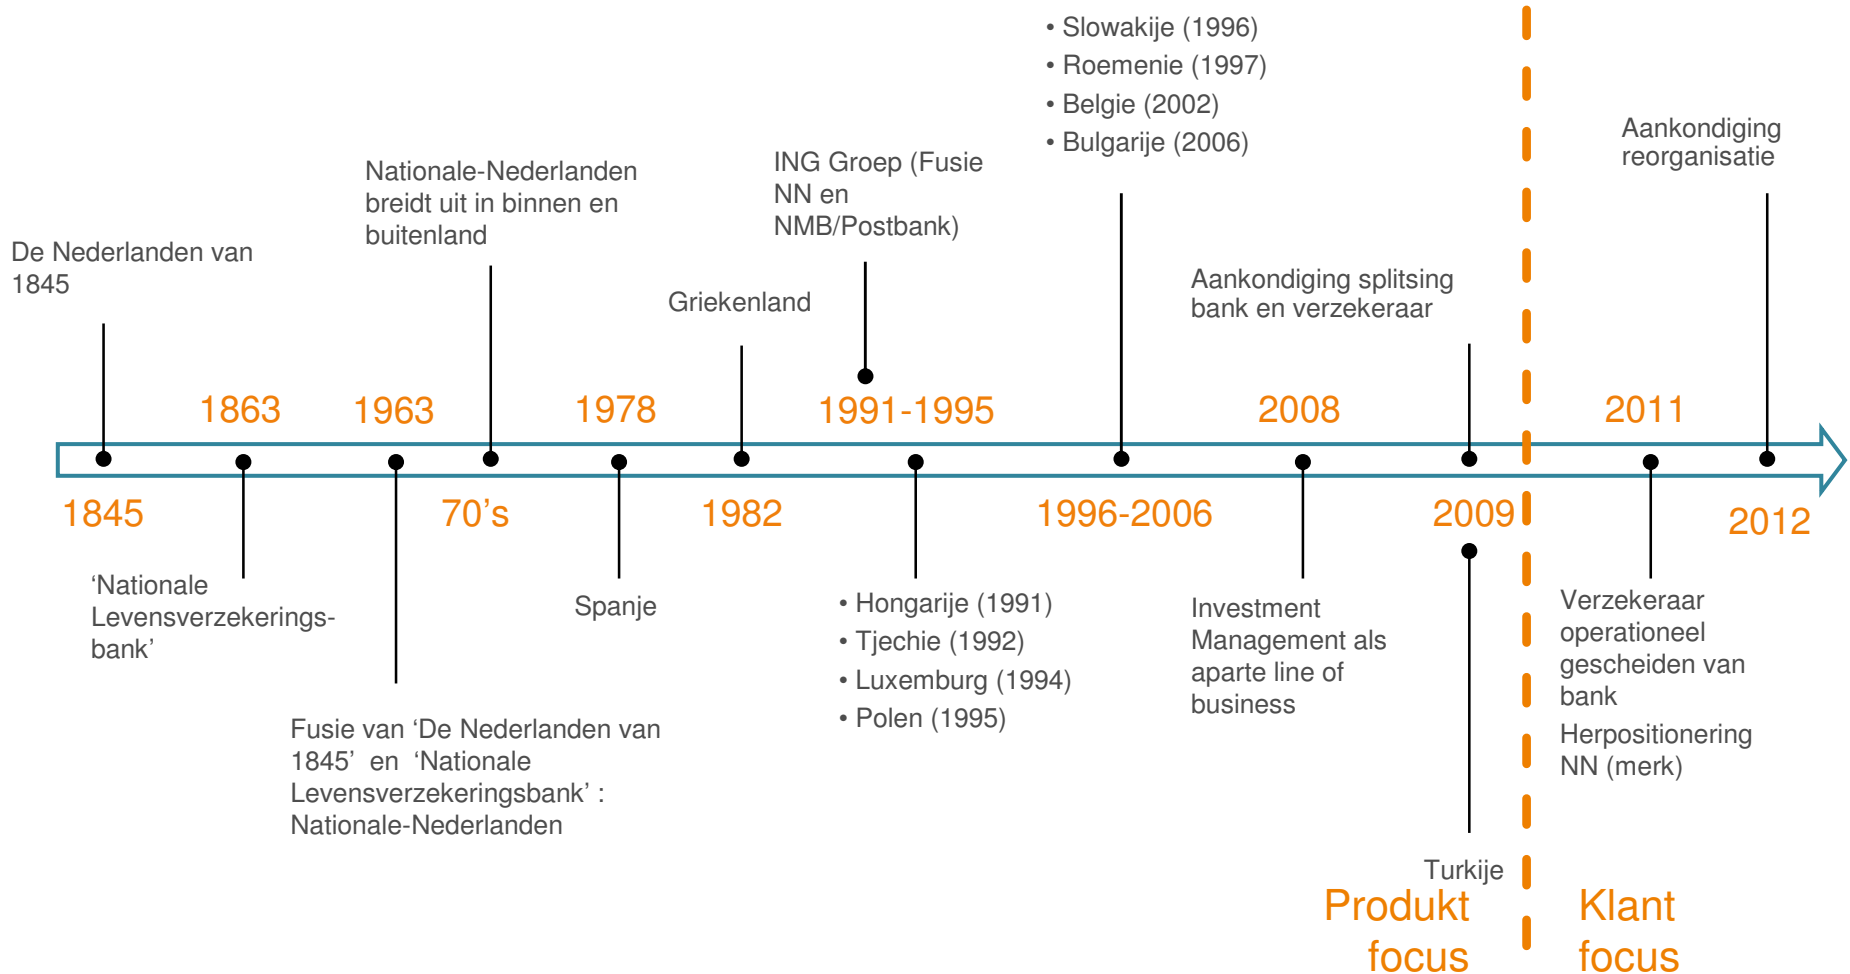 • Slowakije (1996)
• Roemenie (1997)
• Belgie (2002)
• Bulgarije (2006)
Aankondiging
reorganisatie
ING Groep (Fusie
NN en
NMB/Postbank)
Nationale-Nederlanden
breidt uit in binnen en
buitenland
De Nederlanden van
1845
Griekenland
Aankondiging splitsing
bank en verzekeraar
1863
1963
1978
1991-1995
2008
2011
1845
70’s
1982
1996-2006
2009
2012
‘Nationale
Levensverzekerings-
bank’
Spanje
• Hongarije (1991)
• Tjechie (1992)
• Luxemburg (1994)
• Polen (1995)
Investment
Management als
aparte line of
business
Verzekeraar
operationeel
gescheiden van
bank
Herpositionering
NN (merk)
Fusie van ‘De Nederlanden van
1845’ en ‘Nationale
Levensverzekeringsbank’ :
Nationale-Nederlanden
Turkije
Produkt
focus
Klant
focus